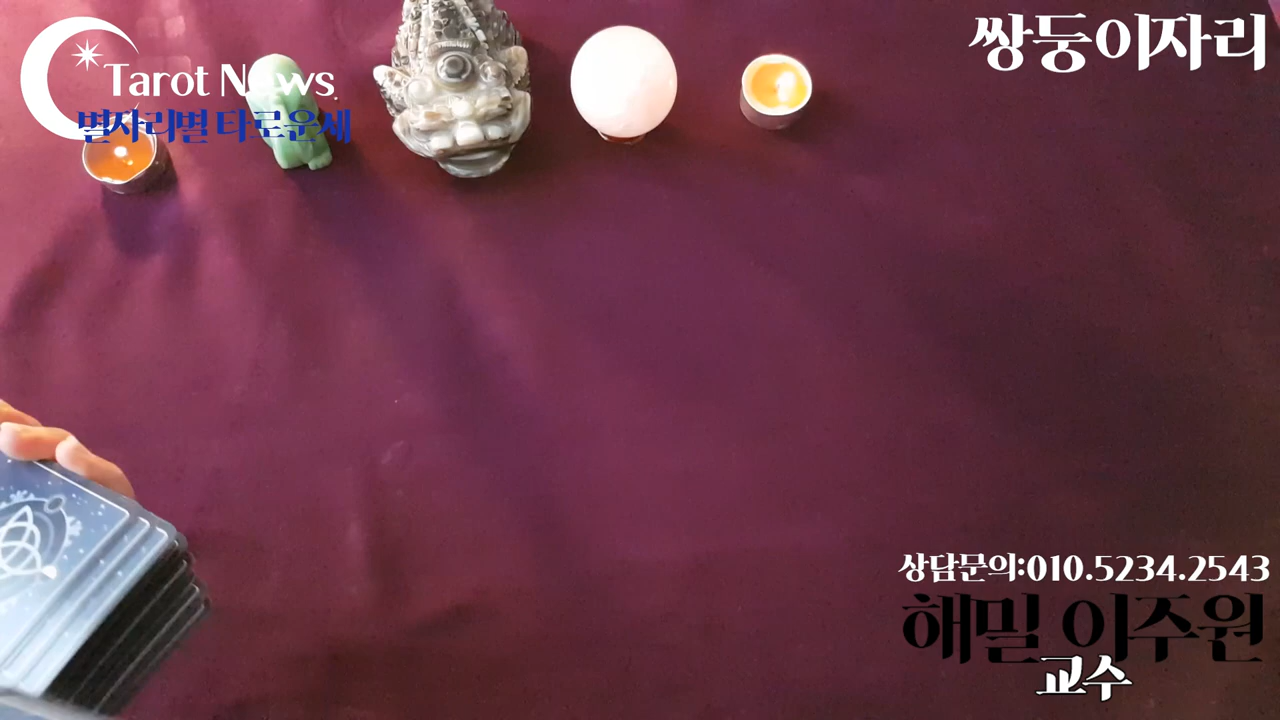 쌍둥이자리
Tarot News.
별자리별 타로운세
상담문의:010.5234.2543
해밀 이주원
교수